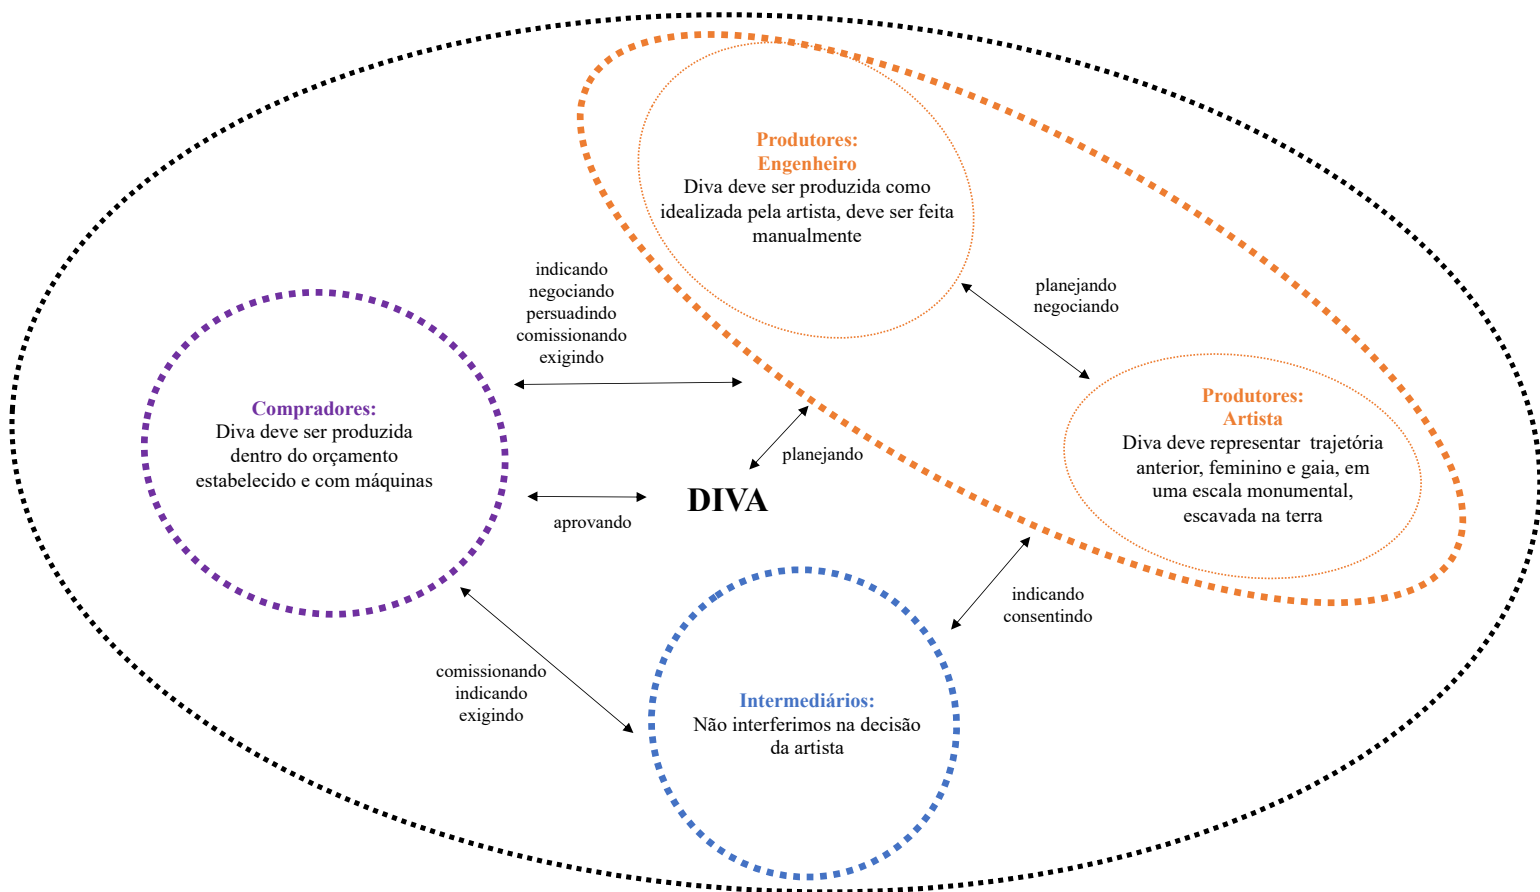 Produtores:
Engenheiro
Diva deve ser produzida como
idealizada pela artista, deve ser feita
manualmente
indicando
negociando
persuadindo
comissionando
exigindo
planejando
negociando
Compradores:
Diva deve ser produzida
dentro do orçamento
estabelecido e com máquinas
Produtores:
Artista
Diva deve representar trajetória
anterior, feminino e gaia, em
uma escala monumental,
escavada na terra
planejando
DIVA
aprovando
indicando
consentindo
comissionando
indicando
exigindo
Intermediários:
Não interferimos na decisão
da artista